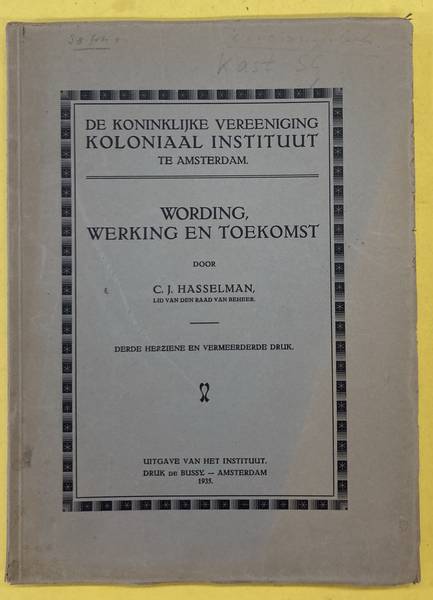 Kast
DE KONINKLIJKE VEREENIGING
KOLONIAAL INSTITUUT
TE AMSTERDAM.
WORDING,
WERKING EN TOEKOMST
DOOR
C. J. HASSELMAN,
LID VAN DEN RAAD VAN BEHEER.
DERDE HERZIENE EN VERMEERDERDE DRUK.
UITGAVE VAN HET INSTITUUT.
DRUK DE BUSSY. — AMSTERDAM
1935.